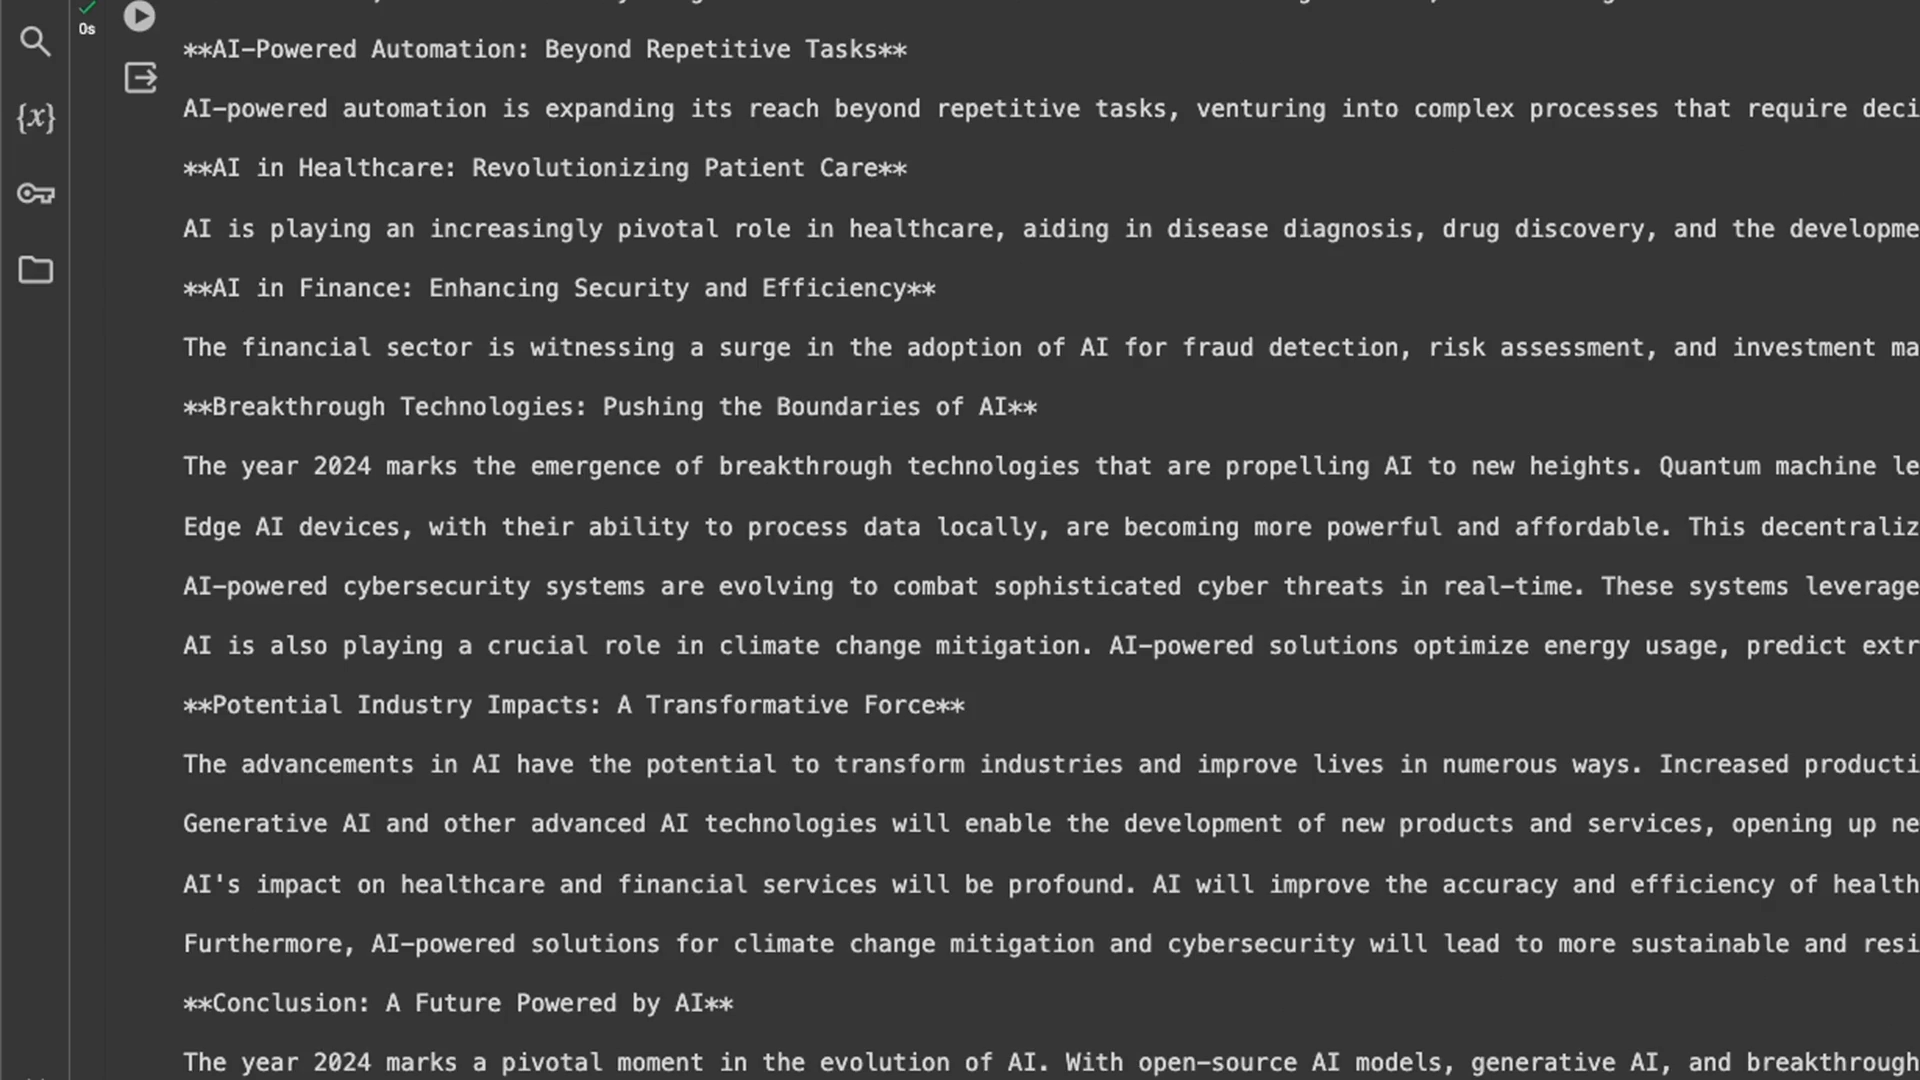 0s
{x}
**AI-Powered Automation: Beyond Repetitive Tasks**
AI-powered automation is expanding its reach beyond repetitive tasks, venturing into complex processes that require deci
**AI in Healthcare: Revolutionizing Patient Care**
AI is playing an increasingly pivotal role in healthcare, aiding in disease diagnosis, drug discovery, and the developme
**AI in Finance: Enhancing Security and Efficiency**
The financial sector is witnessing a surge in the adoption of AI for fraud detection, risk assessment, and investment ma
**Breakthrough Technologies: Pushing the Boundaries of AI**
The year 2024 marks the emergence of breakthrough technologies that are propelling AI to new heights. Quantum machine le
Edge AI devices, with their ability to process data locally, are becoming more powerful and affordable. This decentraliz
AI-powered cybersecurity systems are evolving to combat sophisticated cyber threats in real-time. These systems leverage
AI is also playing a crucial role in climate change mitigation. AI-powered solutions optimize energy usage, predict extr
**Potential Industry Impacts: A Transformative Force**
The advancements in AI have the potential to transform industries and improve lives in numerous ways. Increased producti
Generative AI and other advanced AI technologies will enable the development of new products and services, opening up ne
AI's impact on healthcare and financial services will be profound. AI will improve the accuracy and efficiency of health
Furthermore, AI-powered solutions for climate change mitigation and cybersecurity will lead to more sustainable and resi
**Conclusion: A Future Powered by AI**
The year 2024 marks a pivotal moment in the evolution of AI. With open-source AI models, generative AI, and breakthrough